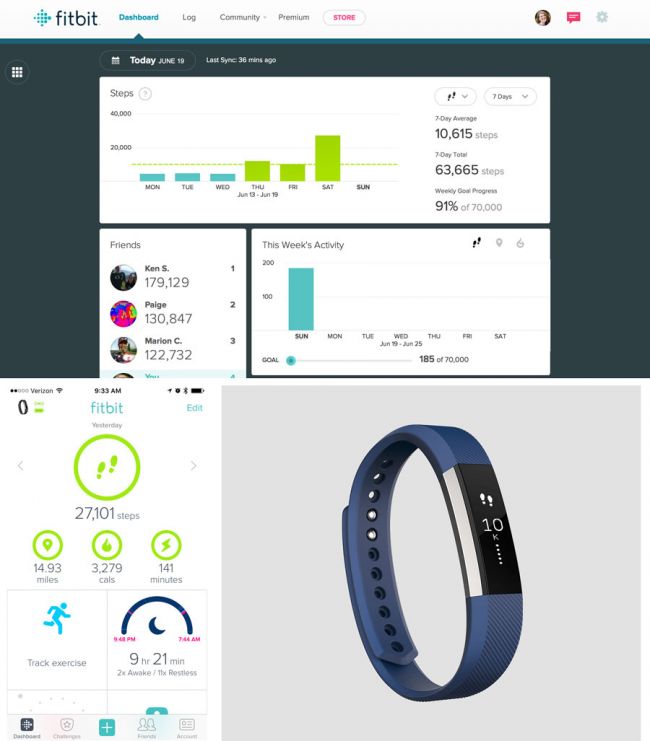 fitbit
Dashboard Log Community Premium STORE
Today JUNE 19 Last Sync: 36 mins ago
Steps ?
7 Days
40,000
20,000
MON TUE WED THU FRI SAT SUN
Jun 13 - Jun 19
7-Day Average
10,615 steps
7-Day Total
63,665 steps
Weekly Goal Progress
91% of 70,000
Friends
Ken S. 1
179,129
Paige 2
130,847
Marion C. 3
122,732
You 4
This Week's Activity
200
100
SUN MON TUE WED THU FRI SAT
Jun 19 - Jun 25
GOAL 185 of 70,000
Verizon 9:33 AM
fitbit Edit
Yesterday
27,101 steps
14.93 3,279 141
miles cals minutes
Track exercise
9:48 PM 7:44 AM
9 hr 21 min
2x Awake / 11x Restless
Dashboard Challenges Friends Account
10
K